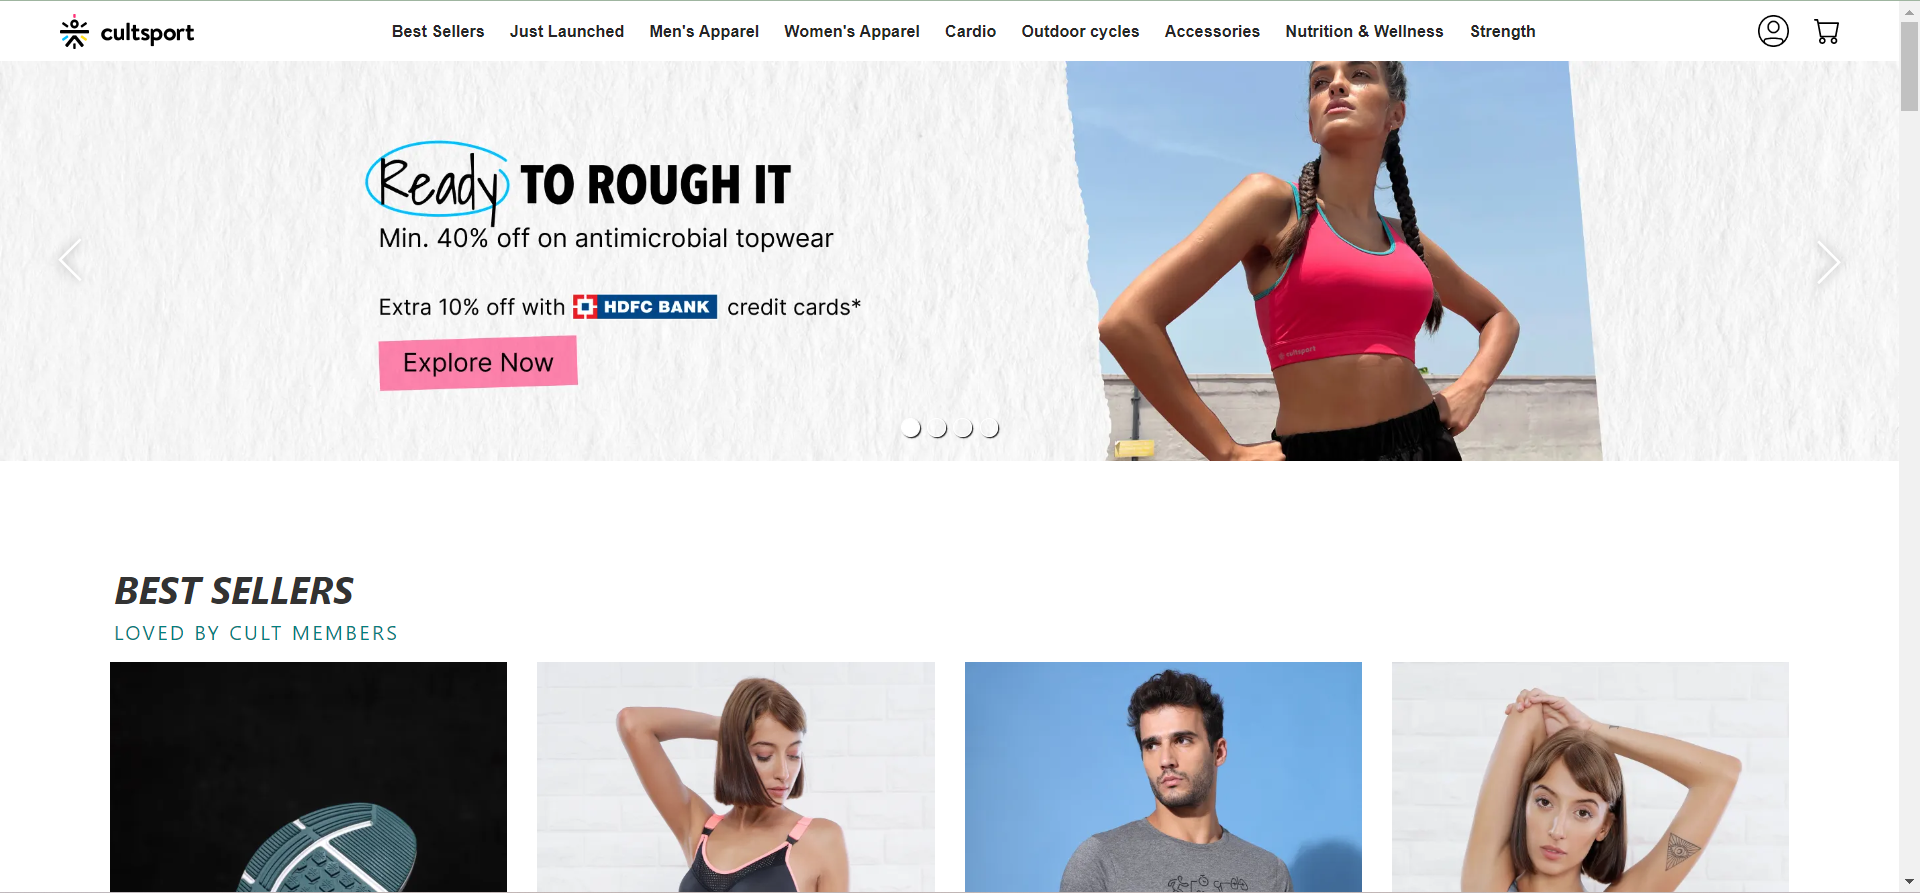 cultsport
Best Sellers Just Launched Men's Apparel Women's Apparel Cardio Outdoor cycles Accessories Nutrition & Wellness Strength
Ready TO ROUGH IT
Min. 40% off on antimicrobial topwear
Extra 10% off with HDFC BANK credit cards*
Explore Now
cultsport
BEST SELLERS
LOVED BY CULT MEMBERS